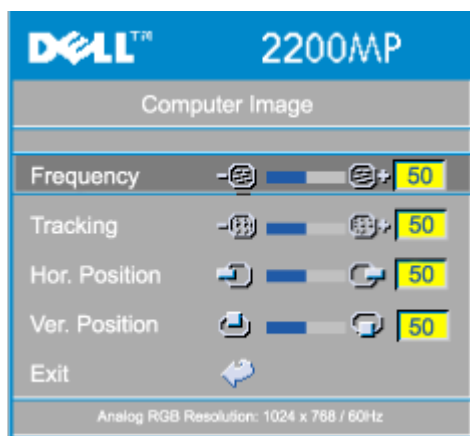 DELL™ 2200MP
Computer Image
Frequency - + 50
Tracking - + 50
Hor. Position 50
Ver. Position 50
Exit
Analog RGB Resolution: 1024 x 768 / 60Hz